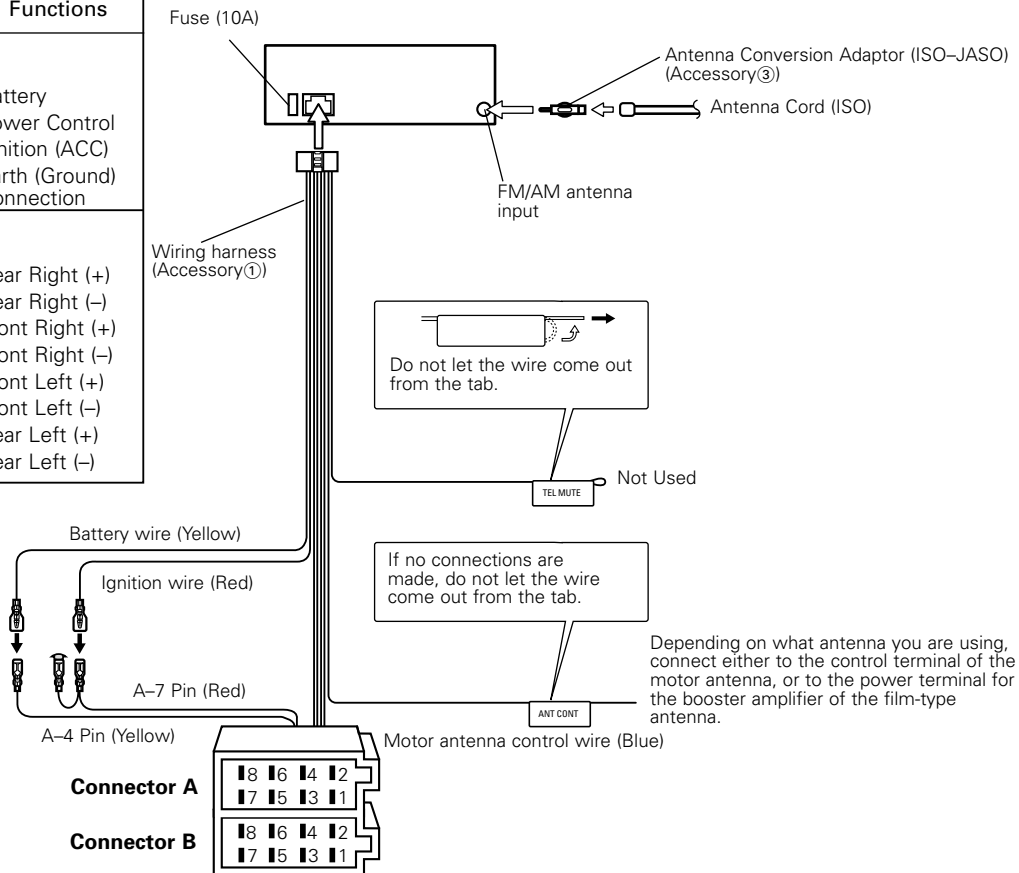 Functions
attery
ower Control
nition (ACC)
arth (Ground)
onnection
ear Right (+)
ear Right (–)
ont Right (+)
ont Right (–)
ont Left (+)
ont Left (–)
ear Left (+)
ear Left (–)
Fuse (10A)
Antenna Conversion Adaptor (ISO–JASO)
(Accessory③)
Antenna Cord (ISO)
FM/AM antenna
input
Wiring harness
(Accessory①)
Do not let the wire come out
from the tab.
TEL MUTE
Not Used
Battery wire (Yellow)
Ignition wire (Red)
If no connections are
made, do not let the wire
come out from the tab.
Depending on what antenna you are using,
connect either to the control terminal of the
motor antenna, or to the power terminal for
the booster amplifier of the film-type
antenna.
ANT CONT
A–7 Pin (Red)
A–4 Pin (Yellow)
Motor antenna control wire (Blue)
Connector A
8 6 4 2
7 5 3 1
Connector B
8 6 4 2
7 5 3 1